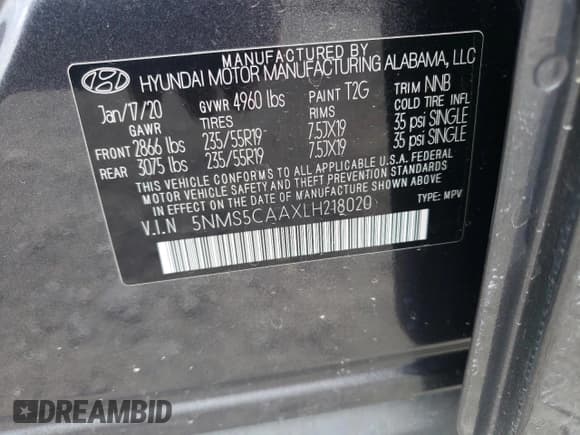 MANUFACTURED BY
HYUNDAI MOTOR MANUFACTURING ALABAMA, LLC
Jan/17/20 GVWR 4960 lbs PAINT T2G TRIM NNB
GAWR TIRES RIMS COLD TIRE INFL
FRONT 2866 lbs 235/55R19 7.5JX19 35 psi SINGLE
REAR 3075 lbs 235/55R19 7.5JX19 35 psi SINGLE
THIS VEHICLE CONFORMS TO ALL APPLICABLE U.S.A. FEDERAL
MOTOR VEHICLE SAFETY AND THEFT PREVENTION STANDARDS
IN EFFECT ON THE DATE OF MANUFACTURE SHOWN ABOVE.
V.I.N 5NMS5CAAXLH218020 TYPE: MPV
DREAMBID